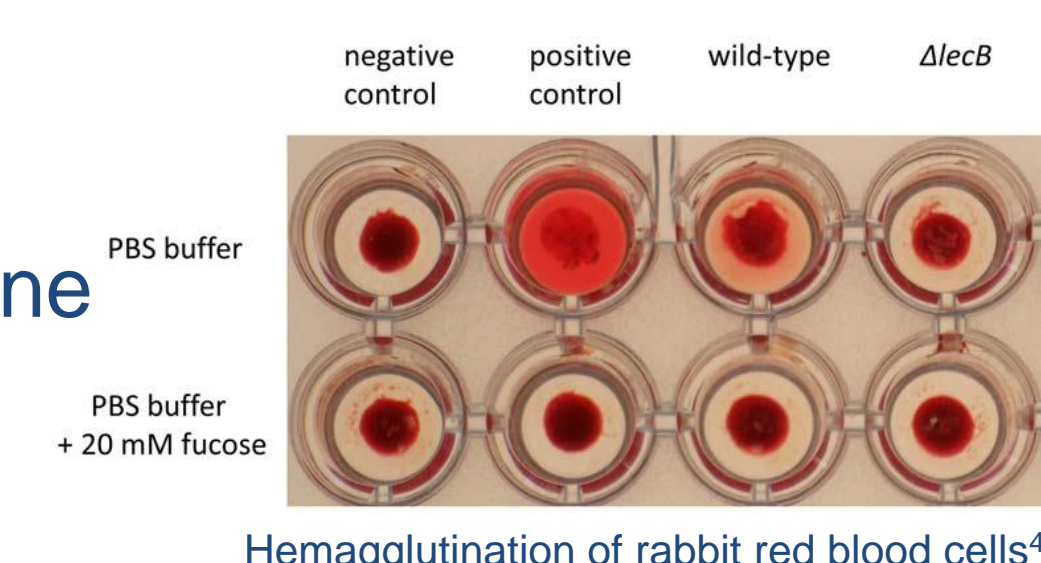 negative positive wild-type ΔlecB
control control
PBS buffer
ne
PBS buffer
+ 20 mM fucose
Hemagglutination of rabbit red blood cells4